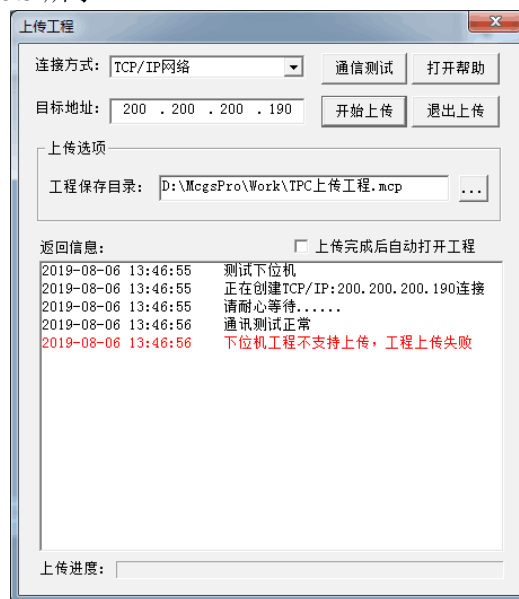 上传工程
连接方式: TCP/IP网络 通信测试 打开帮助
目标地址: 200 . 200 . 200 . 190 开始上传 退出上传
上传选项
工程保存目录: D:\McgsPro\Work\TPC上传工程.mcp ...
返回信息: 上传完成后自动打开工程
2019-08-06 13:46:55 测试下位机
2019-08-06 13:46:55 正在创建TCP/IP:200.200.200.190连接
2019-08-06 13:46:55 请耐心等待......
2019-08-06 13:46:56 通讯测试正常
2019-08-06 13:46:56 下位机工程不支持上传，工程上传失败
上传进度: